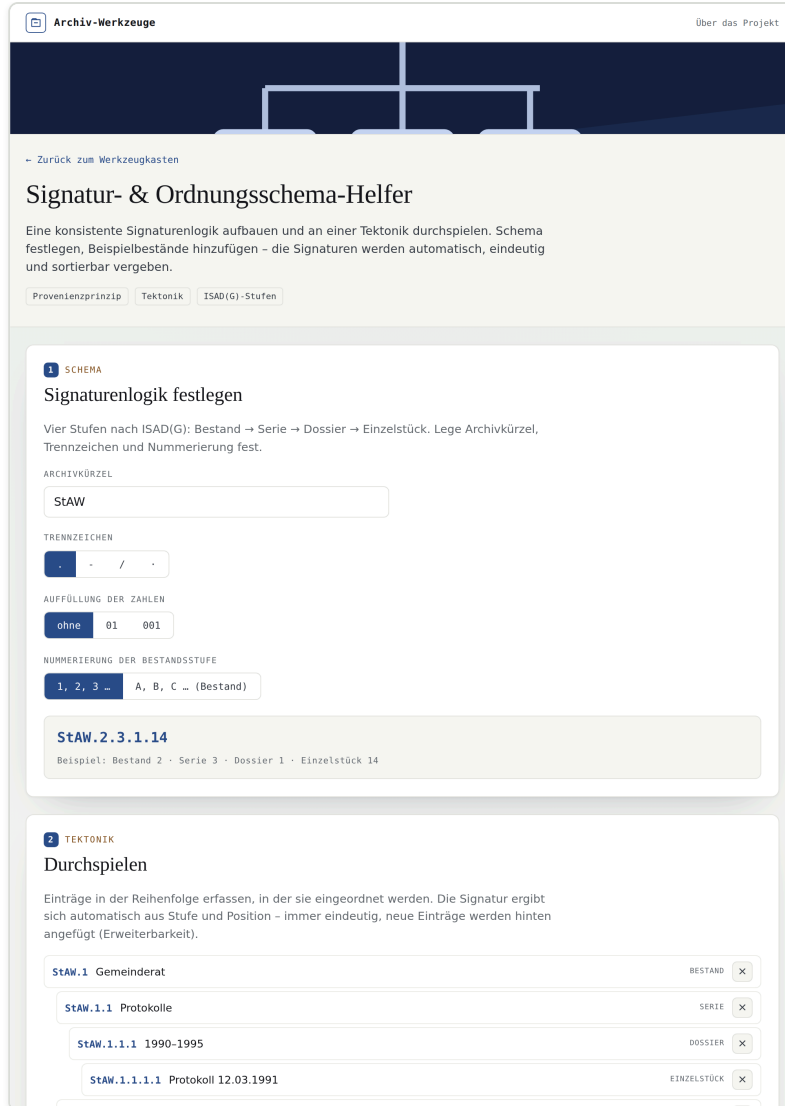 Archiv-Werkzeuge
Über das Projekt
← Zurück zum Werkzeugkasten
Signatur- & Ordnungsschema-Helfer
Eine konsistente Signaturenlogik aufbauen und an einer Tektonik durchspielen. Schema
festlegen, Beispielbestände hinzufügen – die Signaturen werden automatisch, eindeutig
und sortierbar vergeben.
Provenienzprinzip Tektonik ISAD(G)-Stufen
1 SCHEMA
Signaturenlogik festlegen
Vier Stufen nach ISAD(G): Bestand → Serie → Dossier → Einzelstück. Lege Archivkürzel,
Trennzeichen und Nummerierung fest.
ARCHIVKÜRZEL
StAW
TRENNZEICHEN
. - / ·
AUFFÜLLUNG DER ZAHLEN
ohne 01 001
NUMMERIERUNG DER BESTANDSSTUFE
1, 2, 3 … A, B, C … (Bestand)
StAW.2.3.1.14
Beispiel: Bestand 2 · Serie 3 · Dossier 1 · Einzelstück 14
2 TEKTONIK
Durchspielen
Einträge in der Reihenfolge erfassen, in der sie eingeordnet werden. Die Signatur ergibt
sich automatisch aus Stufe und Position – immer eindeutig, neue Einträge werden hinten
angefügt (Erweiterbarkeit).
StAW.1 Gemeinderat BESTAND ✕
StAW.1.1 Protokolle SERIE ✕
StAW.1.1.1 1990–1995 DOSSIER ✕
StAW.1.1.1.1 Protokoll 12.03.1991 EINZELSTÜCK ✕